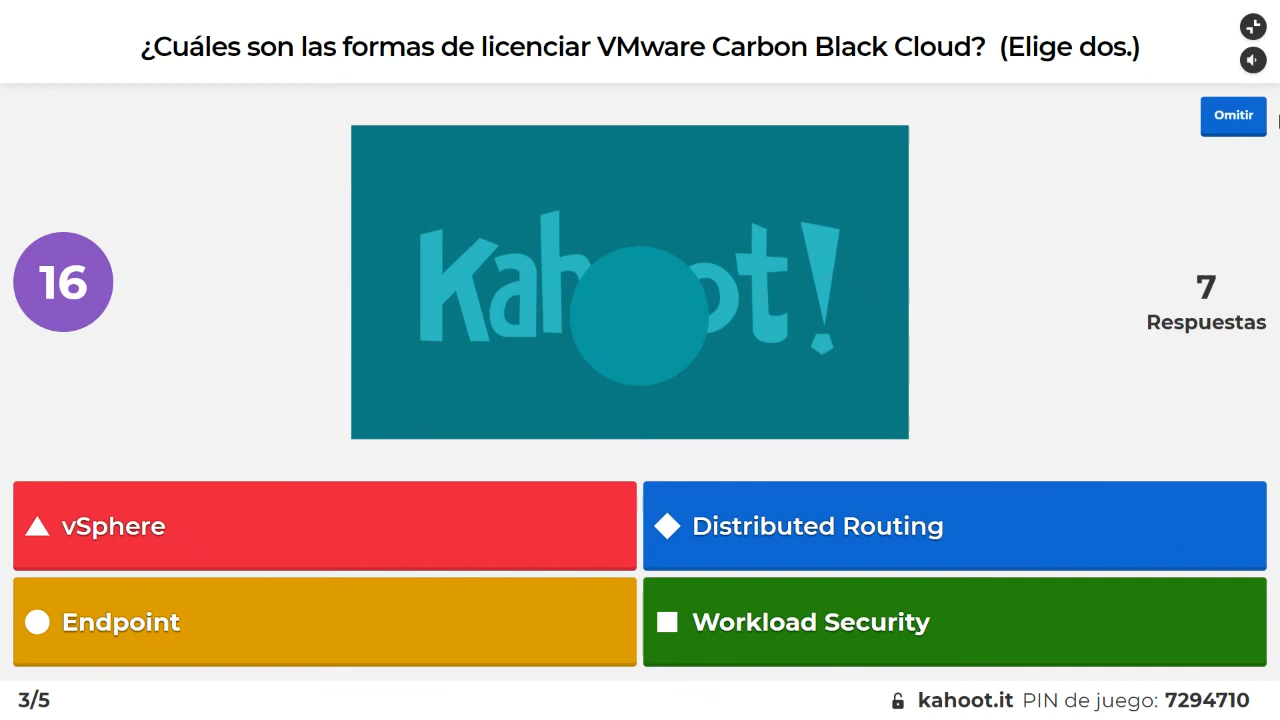 ¿Cuáles son las formas de licenciar VMware Carbon Black Cloud? (Elige dos.)
Omitir
Kahoot!
16
7
Respuestas
vSphere
Distributed Routing
Endpoint
Workload Security
3/5
kahoot.it PIN de juego: 7294710